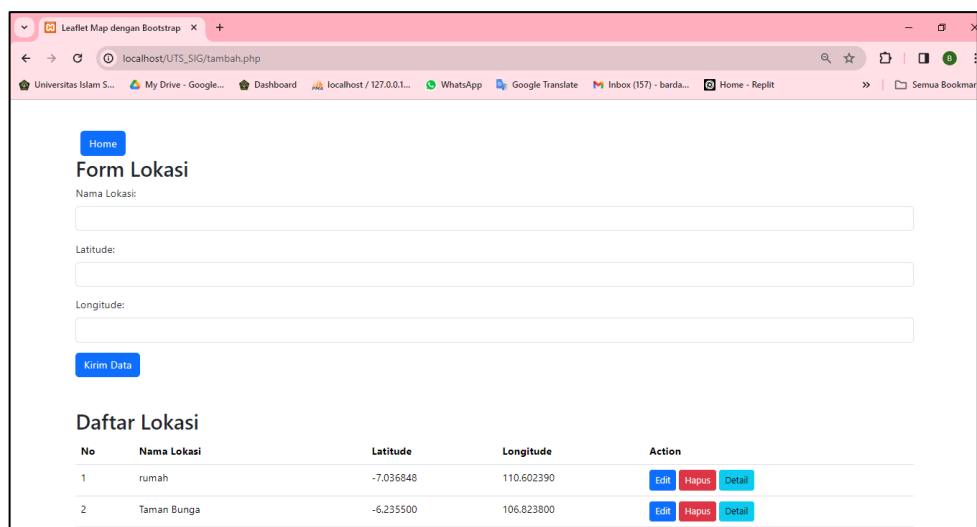 Leaflet Map dengan Bootstrap
localhost/UTS_SIG/tambah.php
B
Universitas Islam S... My Drive - Google... Dashboard localhost / 127.0.0.1... WhatsApp Google Translate Inbox (157) - barda... Home - Replit » Semua Bookmar
Home
Form Lokasi
Nama Lokasi:
Latitude:
Longitude:
Kirim Data
Daftar Lokasi
No Nama Lokasi Latitude Longitude Action
1 rumah -7.036848 110.602390 Edit Hapus Detail
2 Taman Bunga -6.235500 106.823800 Edit Hapus Detail